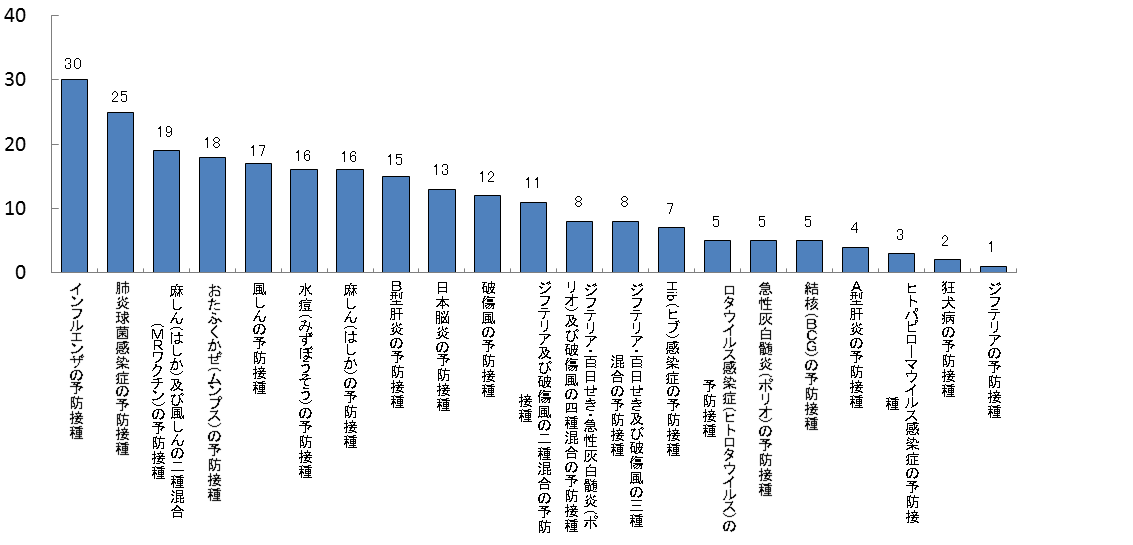 40
30
20
10
0
30
25
19
18
17
16
16
15
13
12
11
8
8
7
5
5
5
4
3
2
1
インフルエンザの予防接種
肺炎球菌感染症の予防接種
麻しん(はしか)及び風しんの二種混合
(MRワクチン)の予防接種
おたふくかぜ(ムンプス)の予防接種
風しんの予防接種
水痘(みずぼうそう)の予防接種
麻しん(はしか)の予防接種
B型肝炎の予防接種
日本脳炎の予防接種
破傷風の予防接種
ジフテリア及び破傷風の二種混合の予防
接種
ジフテリア・百日せき・急性灰白髄炎(ポ
リオ)及び破傷風の四種混合の予防接種
ジフテリア・百日せき及び破傷風の三種
混合の予防接種
Hib(ヒブ)感染症の予防接種
ロタウイルス感染症(ヒトロタウイルス)の
予防接種
急性灰白髄炎(ポリオ)の予防接種
結核(BCG)の予防接種
A型肝炎の予防接種
ヒトパピローマウイルス感染症の予防接
種
狂犬病の予防接種
ジフテリアの予防接種